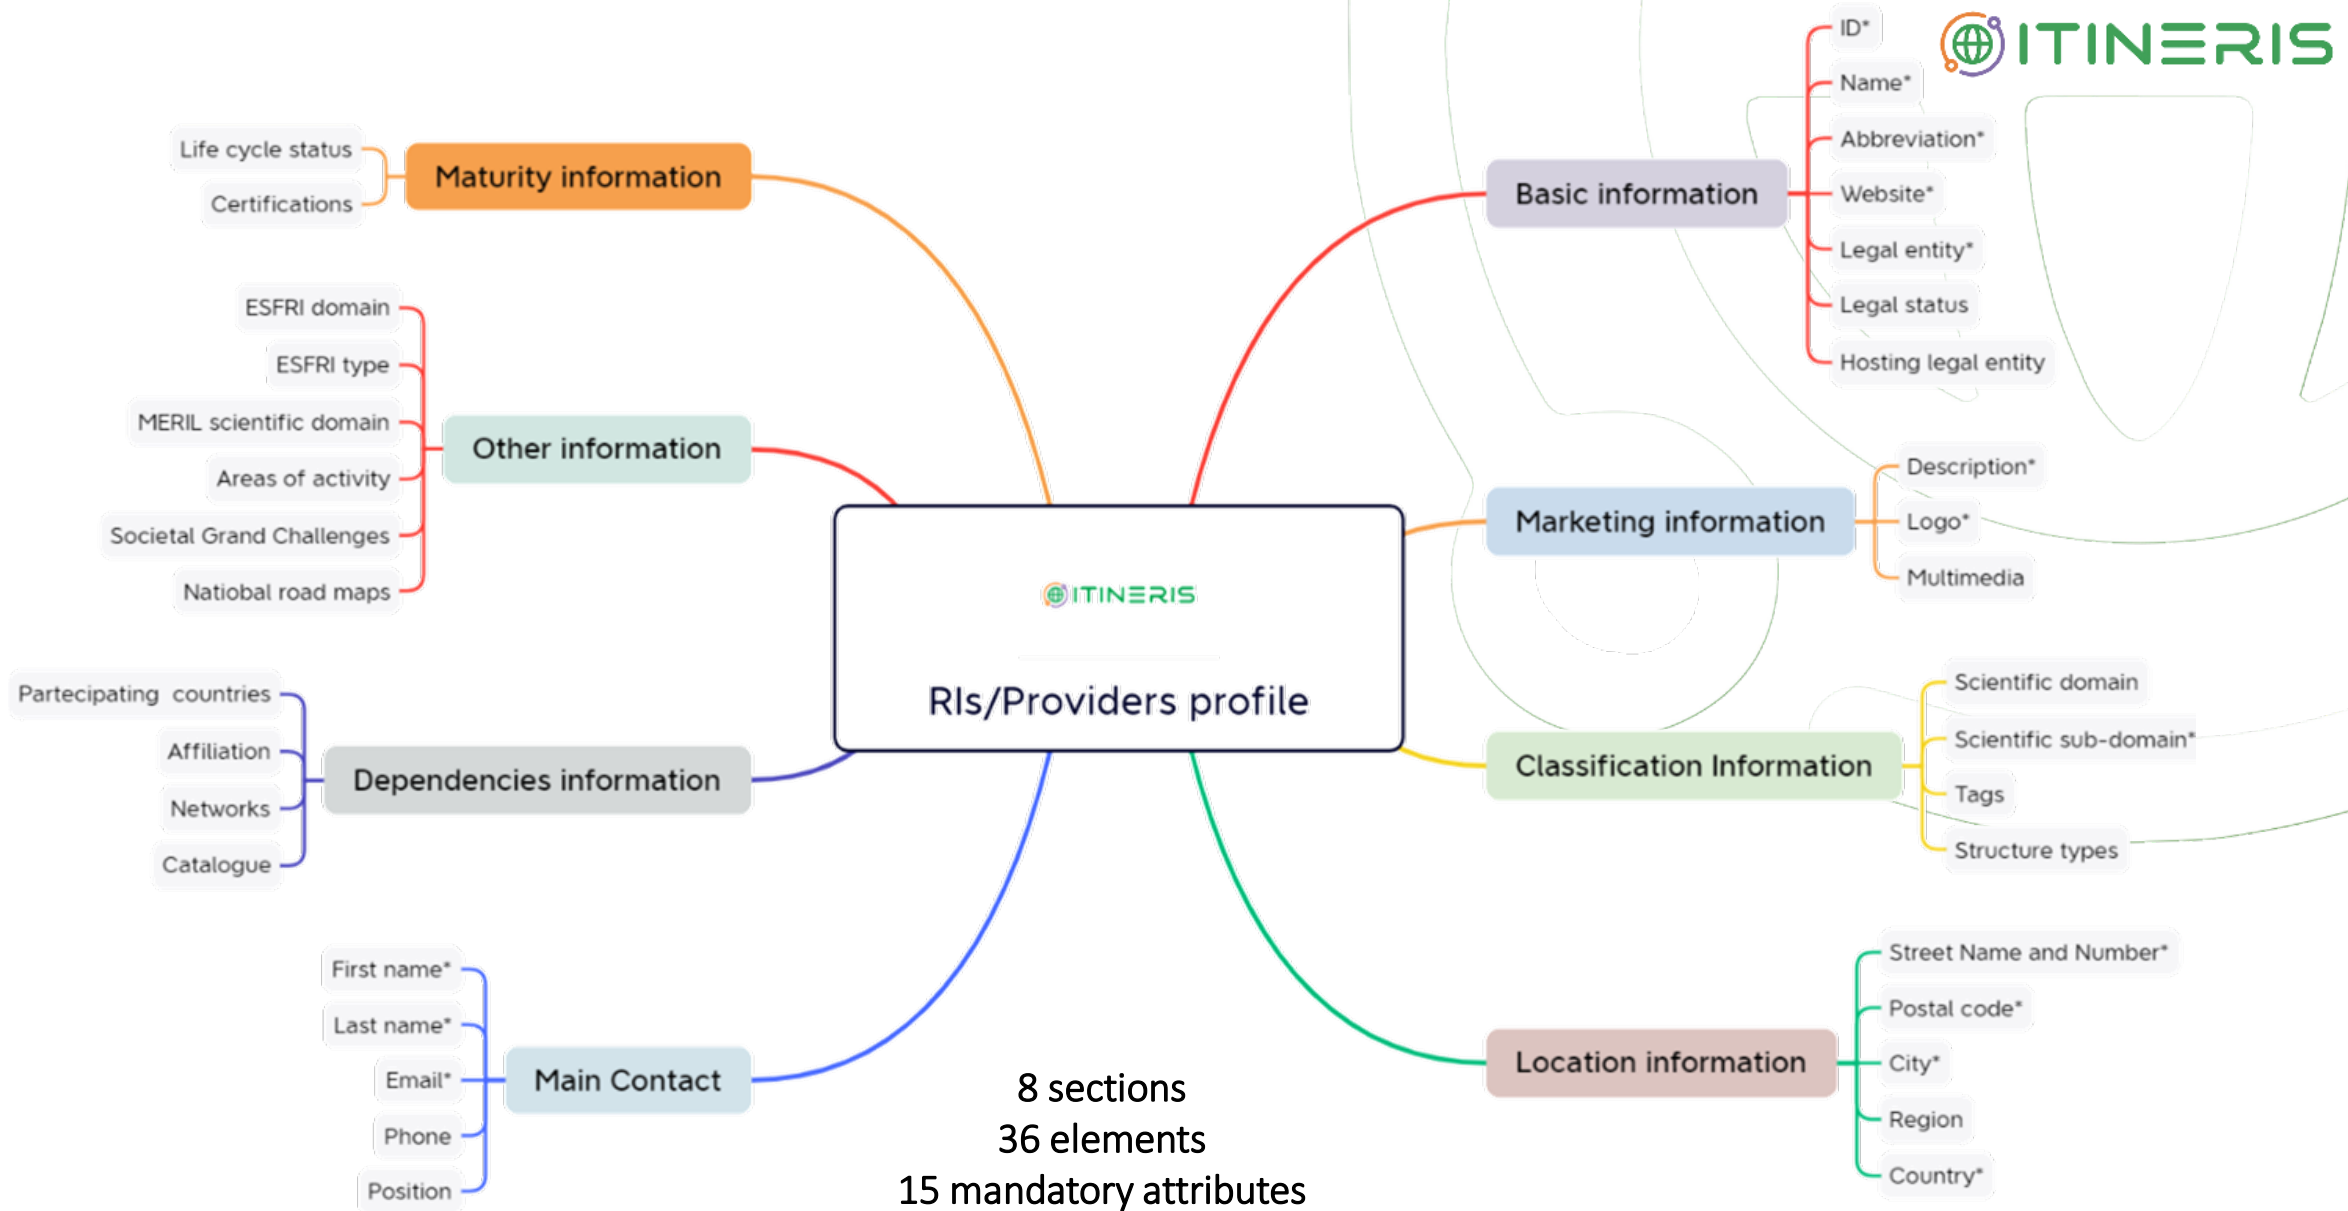 ITINERIS
Maturity information
Life cycle status
Certifications
Other information
ESFRI domain
ESFRI type
MERIL scientific domain
Areas of activity
Societal Grand Challenges
Natiobal road maps
Dependencies information
Partecipating countries
Affiliation
Networks
Catalogue
Main Contact
First name*
Last name*
Email*
Phone
Position
ITINERIS
RIs/Providers profile
Basic information
ID*
Name*
Abbreviation*
Website*
Legal entity*
Legal status
Hosting legal entity
Marketing information
Description*
Logo*
Multimedia
Classification Information
Scientific domain
Scientific sub-domain*
Tags
Structure types
Location information
Street Name and Number*
Postal code*
City*
Region
Country*
8 sections
36 elements
15 mandatory attributes